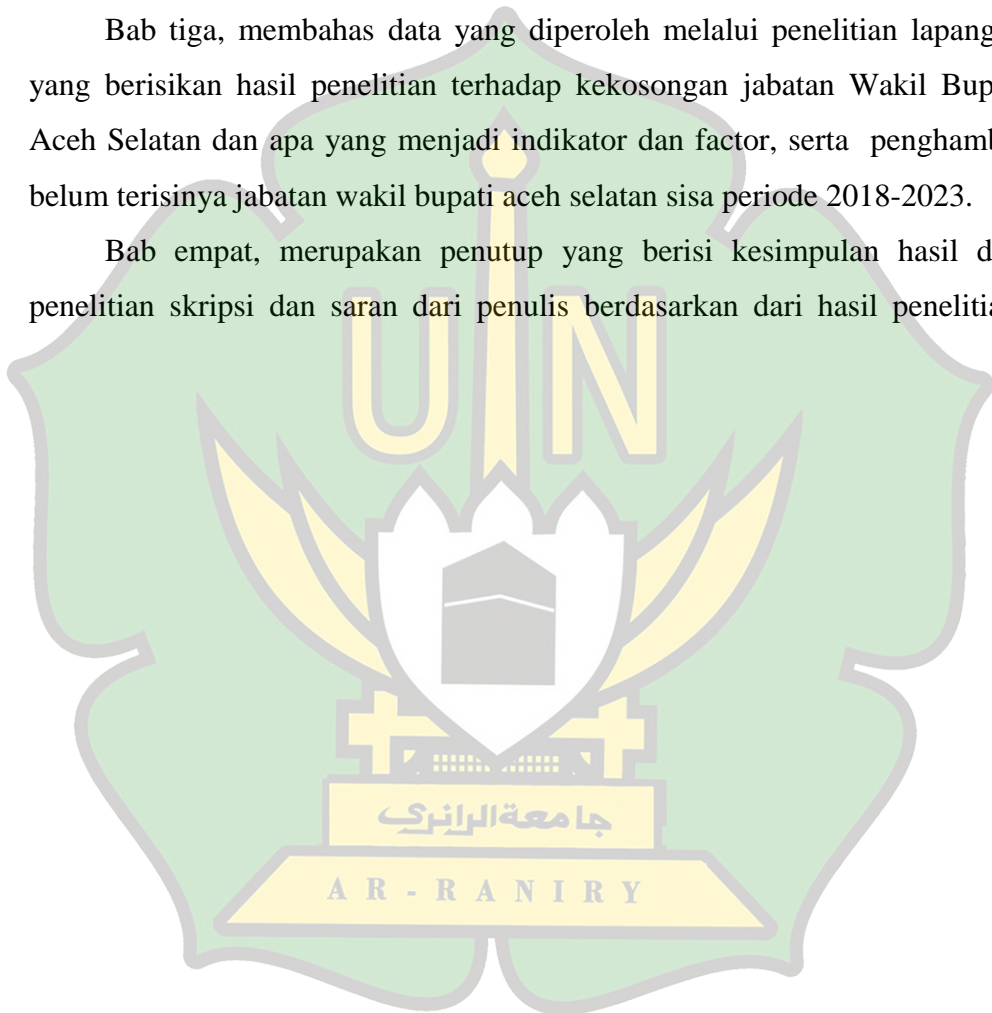 Bab tiga, membahas data yang diperoleh melalui penelitian lapang
yang berisikan hasil penelitian terhadap kekosongan jabatan Wakil Bup
Aceh Selatan dan apa yang menjadi indikator dan factor, serta penghamb
belum terisinya jabatan wakil bupati aceh selatan sisa periode 2018-2023.
Bab empat, merupakan penutup yang berisi kesimpulan hasil d
penelitian skripsi dan saran dari penulis berdasarkan dari hasil penelitia
UIN
جامعة الرانري
AR-RANIRY